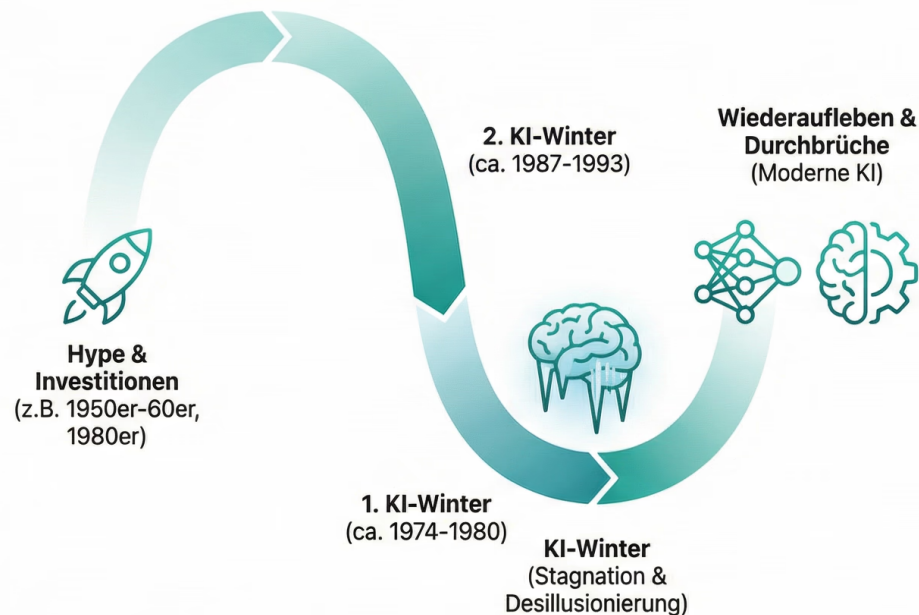 Hype &
Investitionen
(z.B. 1950er-60er,
1980er)
2. KI-Winter
(ca. 1987-1993)
1. KI-Winter
(ca. 1974-1980)
KI-Winter
(Stagnation &
Desillusionierung)
Wiederaufleben &
Durchbrüche
(Moderne KI)